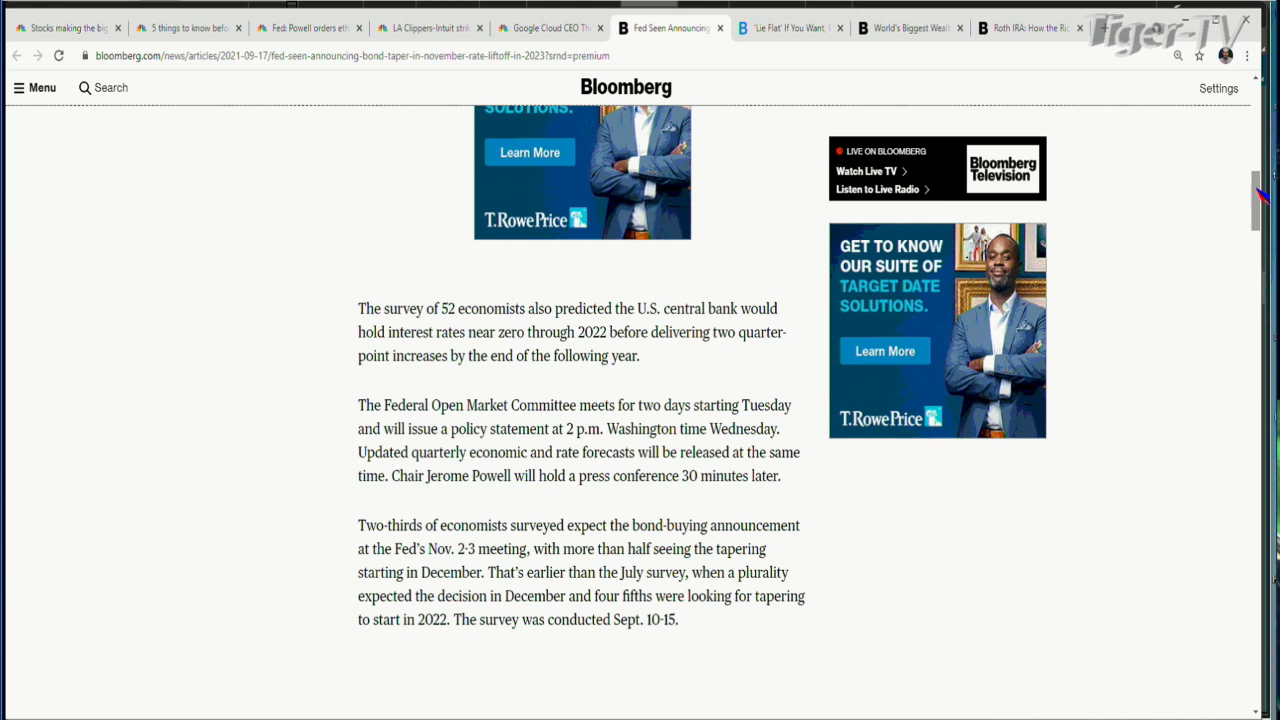 Stocks making the big
5 things to know befo
Fed: Powell orders eth
LA Clippers-Intuit stri
Google Cloud CEO Th
Fed Seen Announcing
'Lie Flat' If You Want,
World's Biggest Wealt
Roth IRA: How the Ric
Tiger-TV
bloomberg.com/news/articles/2021-09-17/fed-seen-announcing-bond-taper-in-november-rate-liftoff-in-2023?srnd=premium
Menu
Search
Bloomberg
Settings
SOLUTIONS.
Learn More
T.RowePrice
LIVE ON BLOOMBERG
Watch Live TV
Listen to Live Radio
Bloomberg
Television
GET TO KNOW
OUR SUITE OF
TARGET DATE
SOLUTIONS.
Learn More
T.RowePrice
The survey of 52 economists also predicted the U.S. central bank would
hold interest rates near zero through 2022 before delivering two quarter-
point increases by the end of the following year.
The Federal Open Market Committee meets for two days starting Tuesday
and will issue a policy statement at 2 p.m. Washington time Wednesday.
Updated quarterly economic and rate forecasts will be released at the same
time. Chair Jerome Powell will hold a press conference 30 minutes later.
Two-thirds of economists surveyed expect the bond-buying announcement
at the Fed's Nov. 2-3 meeting, with more than half seeing the tapering
starting in December. That's earlier than the July survey, when a plurality
expected the decision in December and four fifths were looking for tapering
to start in 2022. The survey was conducted Sept. 10-15.